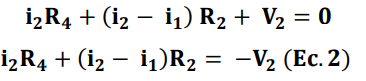 i₂R₄ + (i₂ − i₁) R₂ + V₂ = 0
i₂R₄ + (i₂ − i₁)R₂ = −V₂ (Ec. 2)